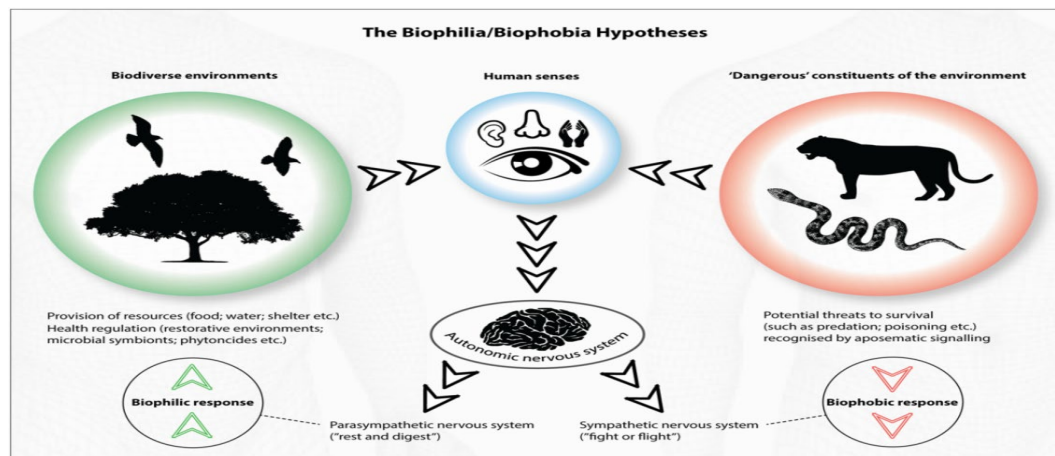 The Biophilia/Biophobia Hypotheses
Biodiverse environments
Human senses
‘Dangerous’ constituents of the environment
Provision of resources (food; water; shelter etc.)
Health regulation (restorative environments;
microbial symbionts; phytoncides etc.)
Autonomic nervous system
Potential threats to survival
(such as predation; poisoning etc.)
recognised by aposematic signalling
Biophilic response
Parasympathetic nervous system
("rest and digest")
Sympathetic nervous system
("fight or flight")
Biophobic response